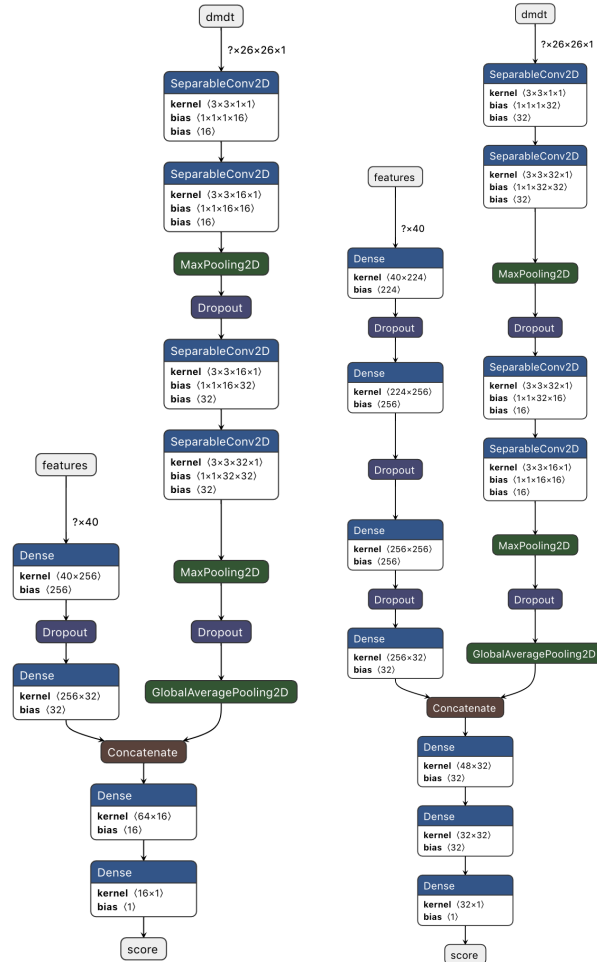 dmdt
?×26×26×1
SeparableConv2D
kernel ⟨3×3×1×1⟩
bias ⟨1×1×1×16⟩
bias ⟨16⟩
SeparableConv2D
kernel ⟨3×3×16×1⟩
bias ⟨1×1×16×16⟩
bias ⟨16⟩
MaxPooling2D
Dropout
SeparableConv2D
kernel ⟨3×3×16×1⟩
bias ⟨1×1×16×32⟩
bias ⟨32⟩
SeparableConv2D
kernel ⟨3×3×32×1⟩
bias ⟨1×1×32×32⟩
bias ⟨32⟩
MaxPooling2D
Dropout
GlobalAveragePooling2D
features
?×40
Dense
kernel ⟨40×256⟩
bias ⟨256⟩
Dropout
Dense
kernel ⟨256×32⟩
bias ⟨32⟩
Concatenate
Dense
kernel ⟨64×16⟩
bias ⟨16⟩
Dense
kernel ⟨16×1⟩
bias ⟨1⟩
score
dmdt
?×26×26×1
SeparableConv2D
kernel ⟨3×3×1×1⟩
bias ⟨1×1×1×32⟩
bias ⟨32⟩
SeparableConv2D
kernel ⟨3×3×32×1⟩
bias ⟨1×1×32×32⟩
bias ⟨32⟩
MaxPooling2D
Dropout
SeparableConv2D
kernel ⟨3×3×32×1⟩
bias ⟨1×1×32×16⟩
bias ⟨16⟩
SeparableConv2D
kernel ⟨3×3×16×1⟩
bias ⟨1×1×16×16⟩
bias ⟨16⟩
MaxPooling2D
Dropout
GlobalAveragePooling2D
features
?×40
Dense
kernel ⟨40×224⟩
bias ⟨224⟩
Dropout
Dense
kernel ⟨224×256⟩
bias ⟨256⟩
Dropout
Dense
kernel ⟨256×256⟩
bias ⟨256⟩
Dropout
Dense
kernel ⟨256×32⟩
bias ⟨32⟩
Concatenate
Dense
kernel ⟨48×32⟩
bias ⟨32⟩
Dense
kernel ⟨32×32⟩
bias ⟨32⟩
Dense
kernel ⟨32×1⟩
bias ⟨1⟩
score